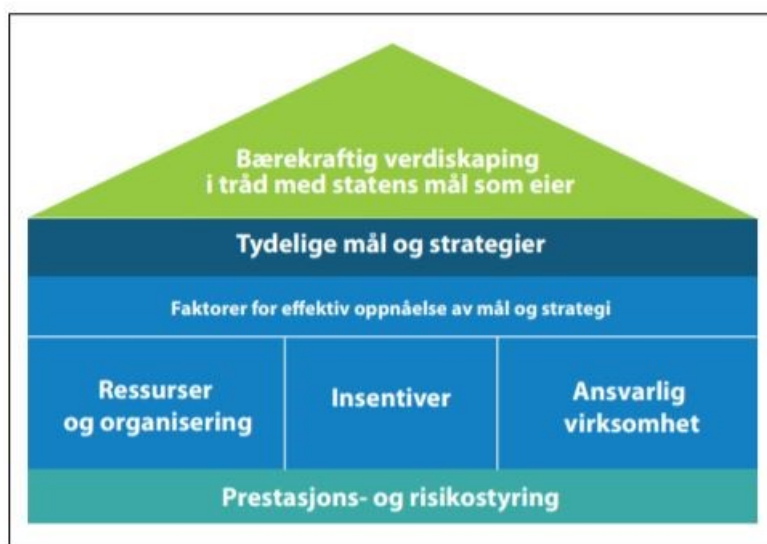 Bærekraftig verdiskaping
i tråd med statens mål som eier
Tydelige mål og strategier
Faktorer for effektiv oppnåelse av mål og strategi
Ressurser
og organisering
Insentiver
Ansvarlig
virksomhet
Prestasjons- og risikostyring